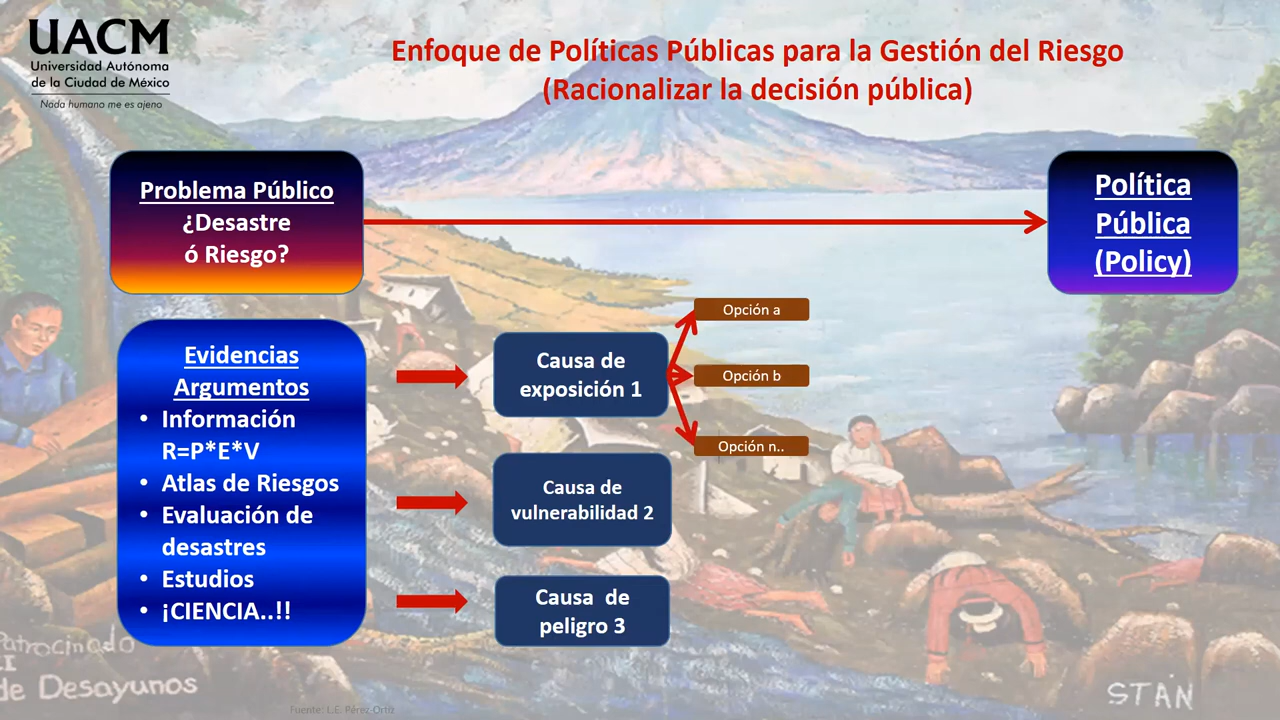 UACM
Universidad Autónoma
de la Ciudad de México
Nada humano me es ajeno
Enfoque de Políticas Públicas para la Gestión del Riesgo
(Racionalizar la decisión pública)
Problema Público
¿Desastre
ó Riesgo?
Política
Pública
(Policy)
Evidencias
Argumentos
• Información
R=P*E*V
• Atlas de Riesgos
• Evaluación de
desastres
• Estudios
• ¡CIENCIA..!!
Causa de
exposición 1
Opción a
Opción b
Opción n..
Causa de
vulnerabilidad 2
Causa de
peligro 3
Patrocinado
de Desayunos
STAN
Fuente: L.E. Pérez-Ortiz